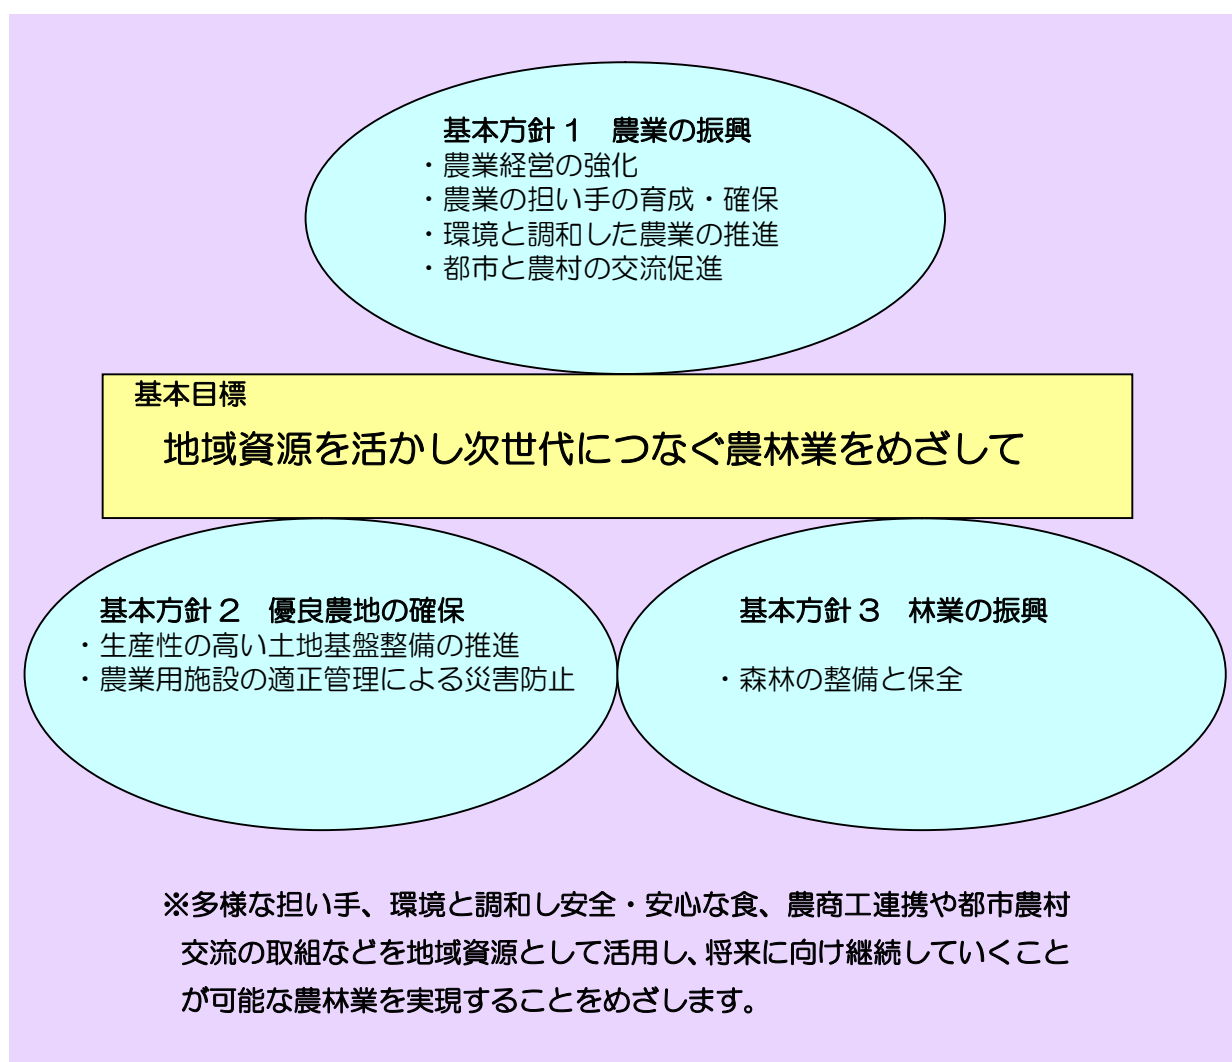 基本方針１　農業の振興
・農業経営の強化
・農業の担い手の育成・確保
・環境と調和した農業の推進
・都市と農村の交流促進
基本目標
地域資源を活かし次世代につなぐ農林業をめざして
基本方針２　優良農地の確保
・生産性の高い土地基盤整備の推進
・農業用施設の適正管理による災害防止
基本方針３　林業の振興
・森林の整備と保全
※多様な担い手、環境と調和し安全・安心な食、農商工連携や都市農村
交流の取組などを地域資源として活用し、将来に向け継続していくこと
が可能な農林業を実現することをめざします。